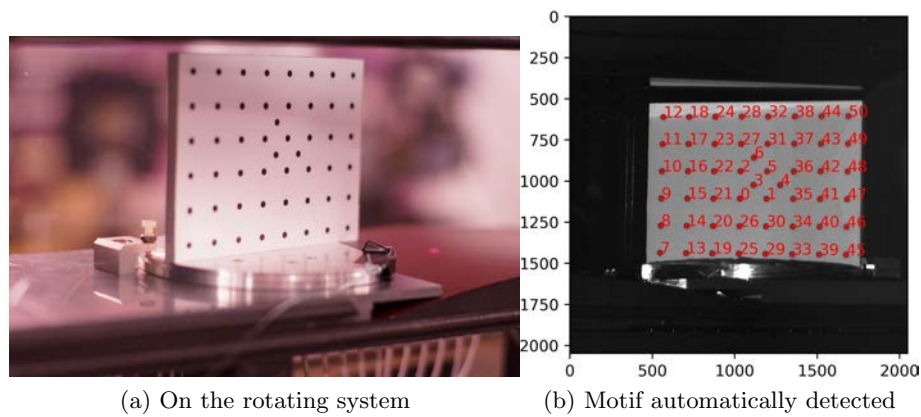 0
250
500
12 18 24 28 32 38 44 50
750
11 17 23 27 31 37 43 49
6
10 16 22 2 5 36 42 48
1000
3 4
9 15 21 0 1 35 41 47
1250
8 14 20 26 30 34 40 46
7 13 19 25 29 33 39 45
1500
1750
2000
0 500 1000 1500 2000
(a) On the rotating system
(b) Motif automatically detected